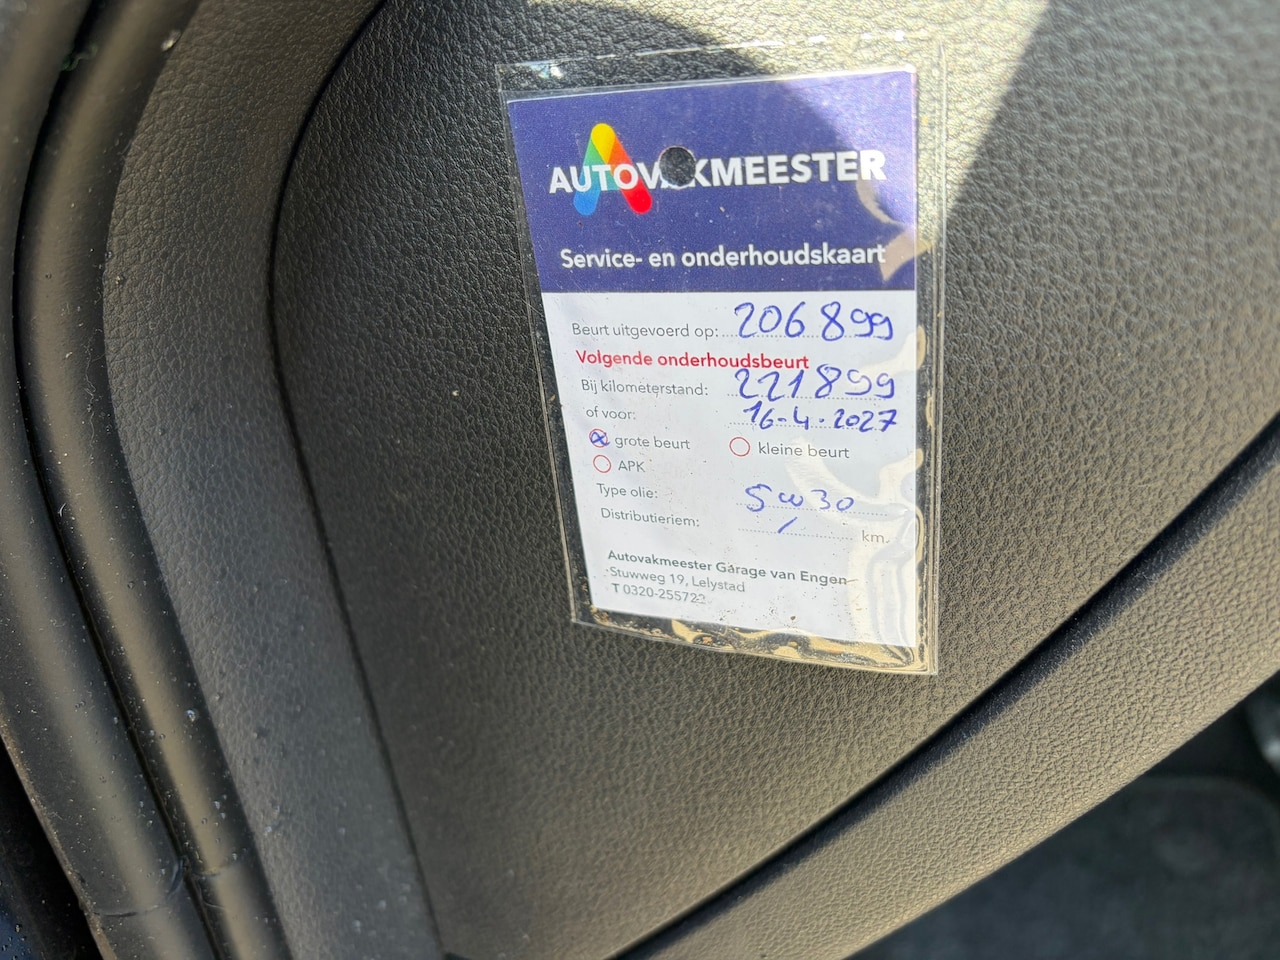 AUTOVAKMEESTER
Service- en onderhoudskaart
Beurt uitgevoerd op: 206899
Volgende onderhoudsbeurt
Bij kilometerstand: 221899
of voor: 16-4-2027
grote beurt kleine beurt
APK
Type olie: 5w30
Distributieriem: / km.
Autovakmeester Garage van Engen
Stuwweg 19, Lelystad
T 0320-255722